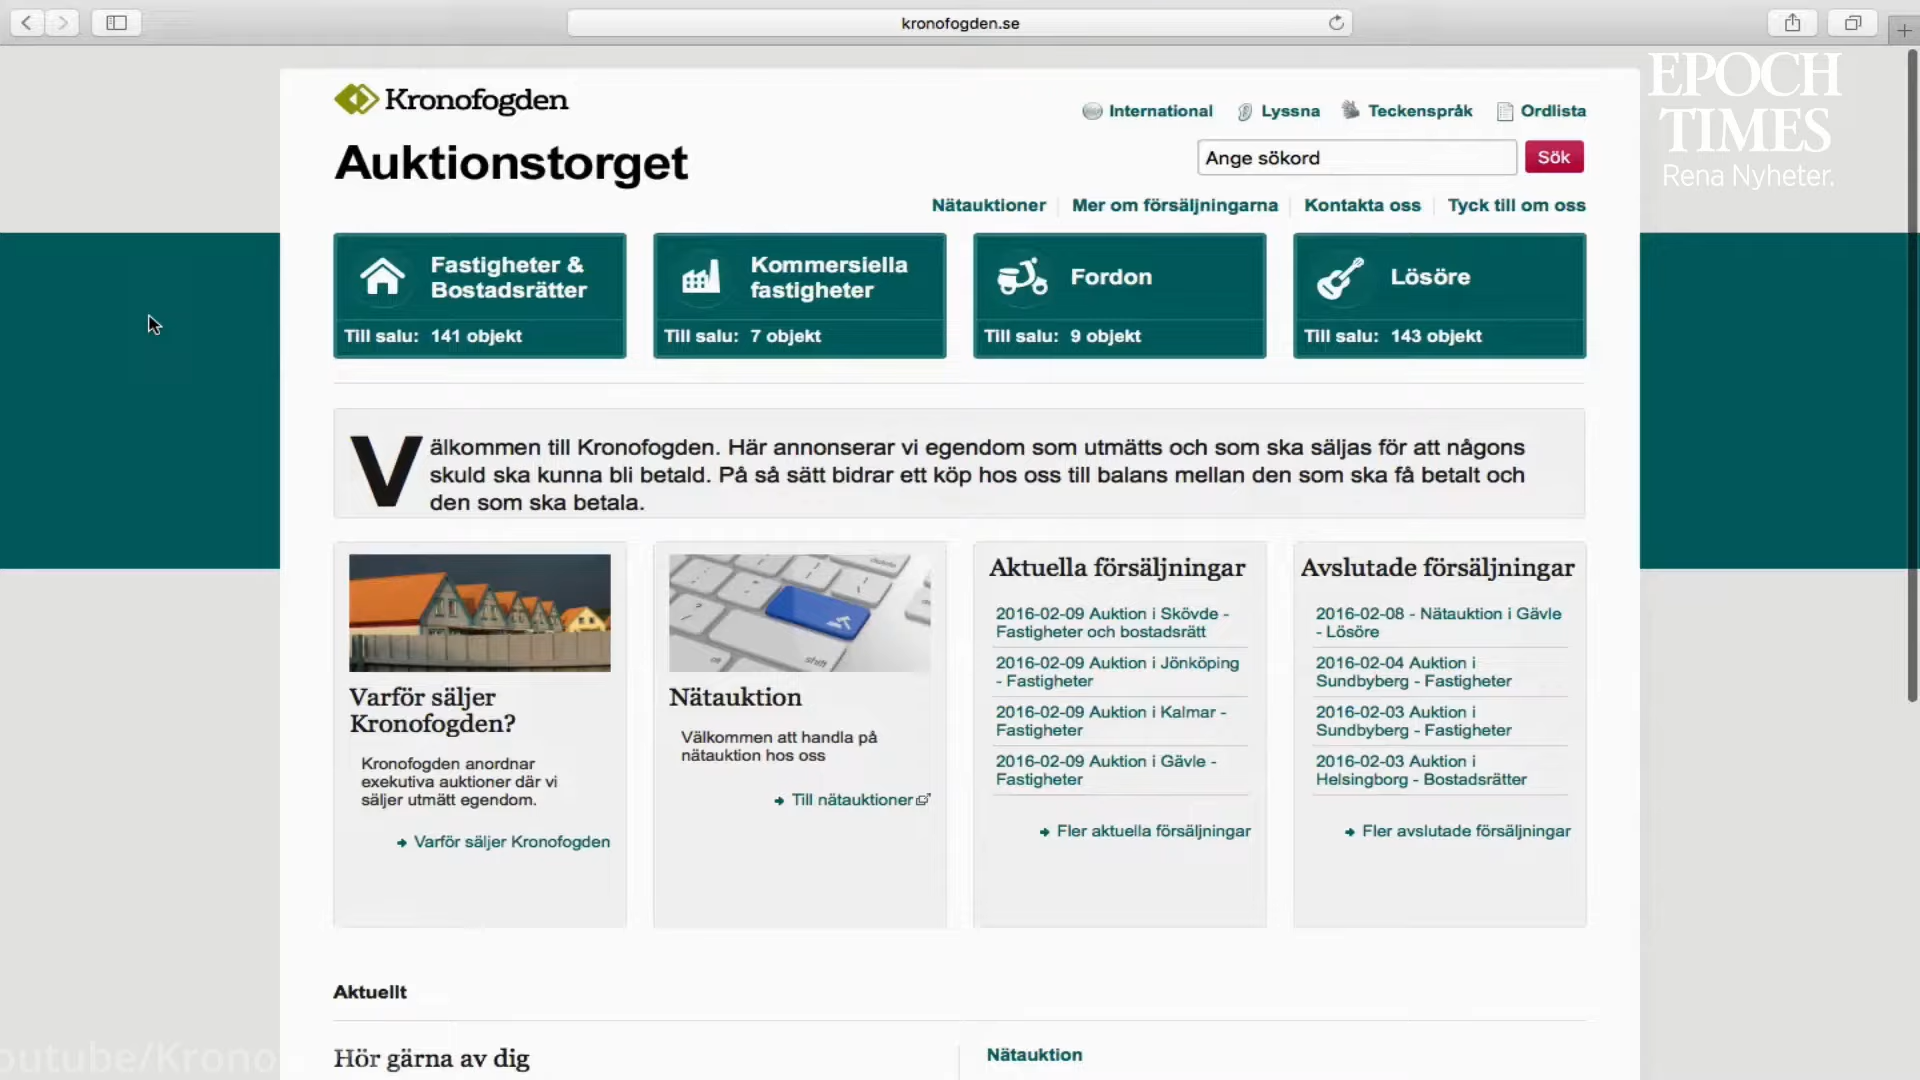 kronofogden.se
EPOCH
TIMES
Rena Nyheter.
Kronofogden
Auktionstorget
International
Lyssna
Teckenspråk
Ordlista
Ange sökord
Sök
Nätauktioner
Mer om försäljningarna
Kontakta oss
Tyck till om oss
Fastigheter &
Bostadsrätter
Till salu: 141 objekt
Kommersiella
fastigheter
Till salu: 7 objekt
Fordon
Till salu: 9 objekt
Lösöre
Till salu: 143 objekt
Välkommen till Kronofogden. Här annonserar vi egendom som utmätts och som ska säljas för att någons
skuld ska kunna bli betald. På så sätt bidrar ett köp hos oss till balans mellan den som ska få betalt och
den som ska betala.
Varför säljer
Kronofogden?
Kronofogden anordnar
exekutiva auktioner där vi
säljer utmätt egendom.
Varför säljer Kronofogden
shift
Nätauktion
Välkommen att handla på
nätauktion hos oss
Till nätauktioner
Aktuella försäljningar
2016-02-09 Auktion i Skövde -
Fastigheter och bostadsrätt
2016-02-09 Auktion i Jönköping
- Fastigheter
2016-02-09 Auktion i Kalmar -
Fastigheter
2016-02-09 Auktion i Gävle -
Fastigheter
Fler aktuella försäljningar
Avslutade försäljningar
2016-02-08 - Nätauktion i Gävle
- Lösöre
2016-02-04 Auktion i
Sundbyberg - Fastigheter
2016-02-03 Auktion i
Sundbyberg - Fastigheter
2016-02-03 Auktion i
Helsingborg - Bostadsrätter
Fler avslutade försäljningar
Aktuellt
Hör gärna av dig
Nätauktion
outube/Krono